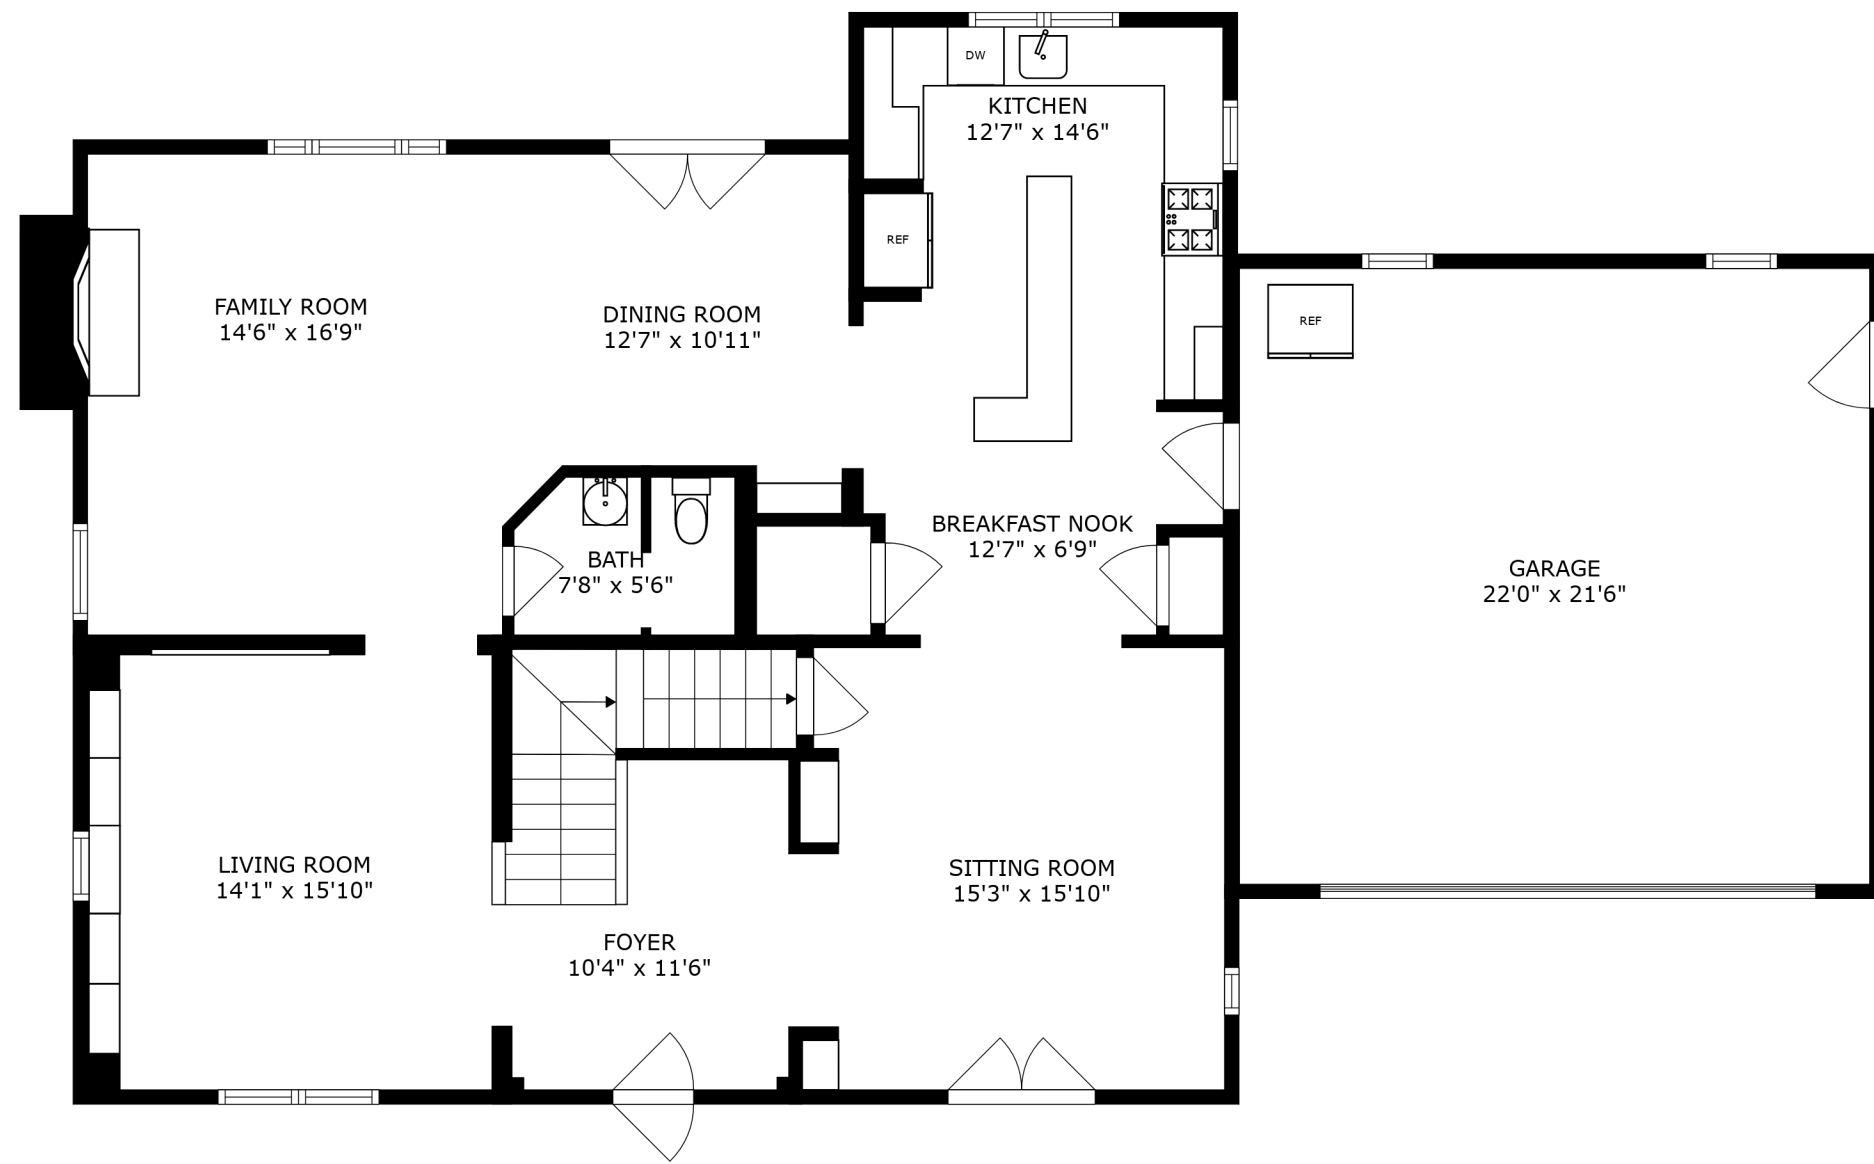 DW
KITCHEN
12'7" x 14'6"
REF
FAMILY ROOM
14'6" x 16'9"
DINING ROOM
12'7" x 10'11"
REF
BREAKFAST NOOK
12'7" x 6'9"
BATH
7'8" x 5'6"
GARAGE
22'0" x 21'6"
LIVING ROOM
14'1" x 15'10"
SITTING ROOM
15'3" x 15'10"
FOYER
10'4" x 11'6"